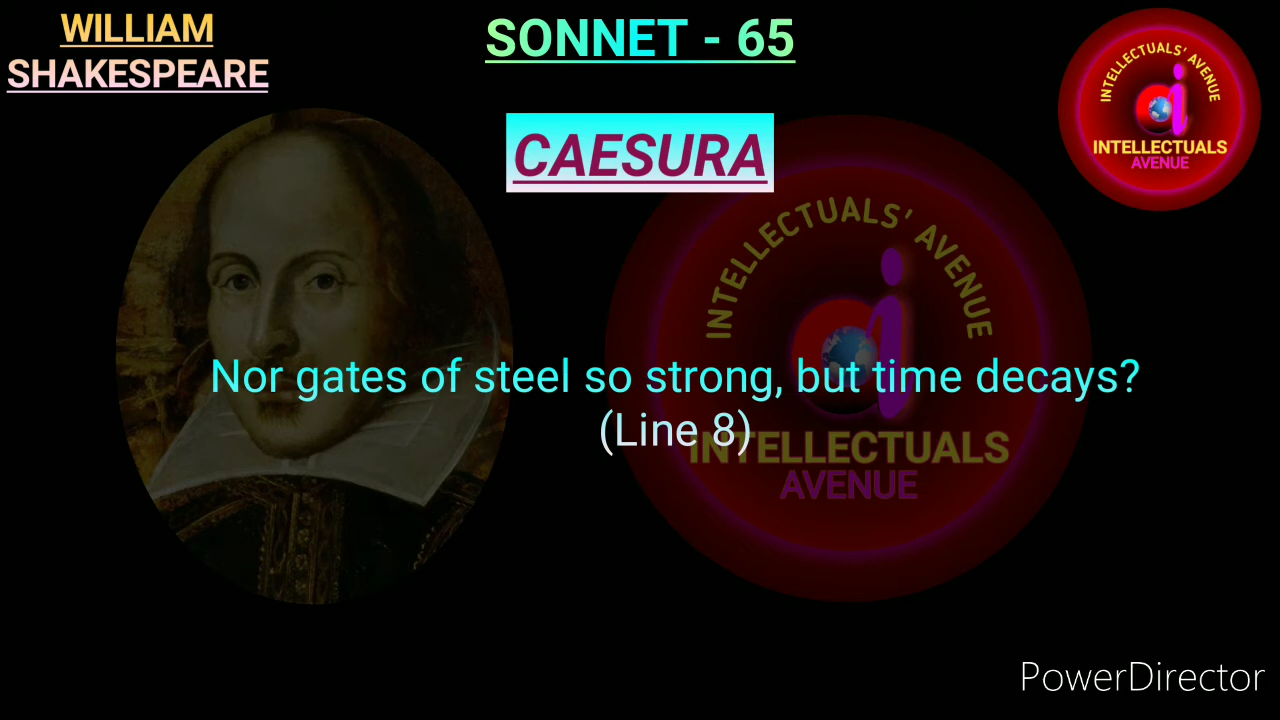 WILLIAM
SHAKESPEARE
SONNET - 65
INTELLECTUALS' AVENUE
i
INTELLECTUALS
AVENUE
CAESURA
INTELLECTUALS' AVENUE
i
Nor gates of steel so strong, but time decays?
(Line 8)
INTELLECTUALS
AVENUE
PowerDirector